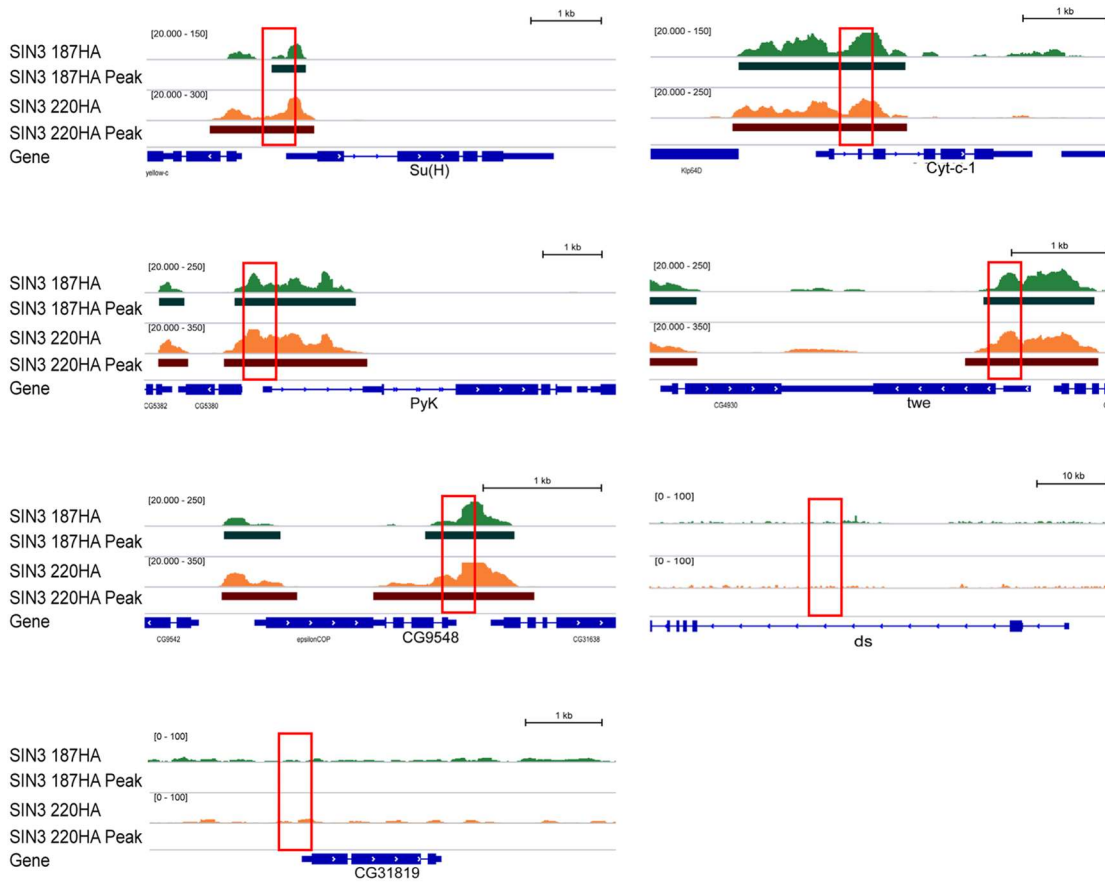 1 kb
[20.000 - 150]
SIN3 187HA
SIN3 187HA Peak
[20.000 - 300]
SIN3 220HA
SIN3 220HA Peak
Gene
yellow-c
Su(H)
1 kb
[20.000 - 150]
[20.000 - 250]
Klp64D
Cyt-c-1
1 kb
[20.000 - 250]
SIN3 187HA
SIN3 187HA Peak
[20.000 - 350]
SIN3 220HA
SIN3 220HA Peak
Gene
CG5382
CG5380
PyK
1 kb
[20.000 - 250]
[20.000 - 350]
CG4930
twe
1 kb
[20.000 - 250]
SIN3 187HA
SIN3 187HA Peak
[20.000 - 350]
SIN3 220HA
SIN3 220HA Peak
Gene
CG9542
epsilonCOP
CG9548
CG31638
10 kb
[0 - 100]
[0 - 100]
ds
1 kb
[0 - 100]
SIN3 187HA
SIN3 187HA Peak
[0 - 100]
SIN3 220HA
SIN3 220HA Peak
Gene
CG31819